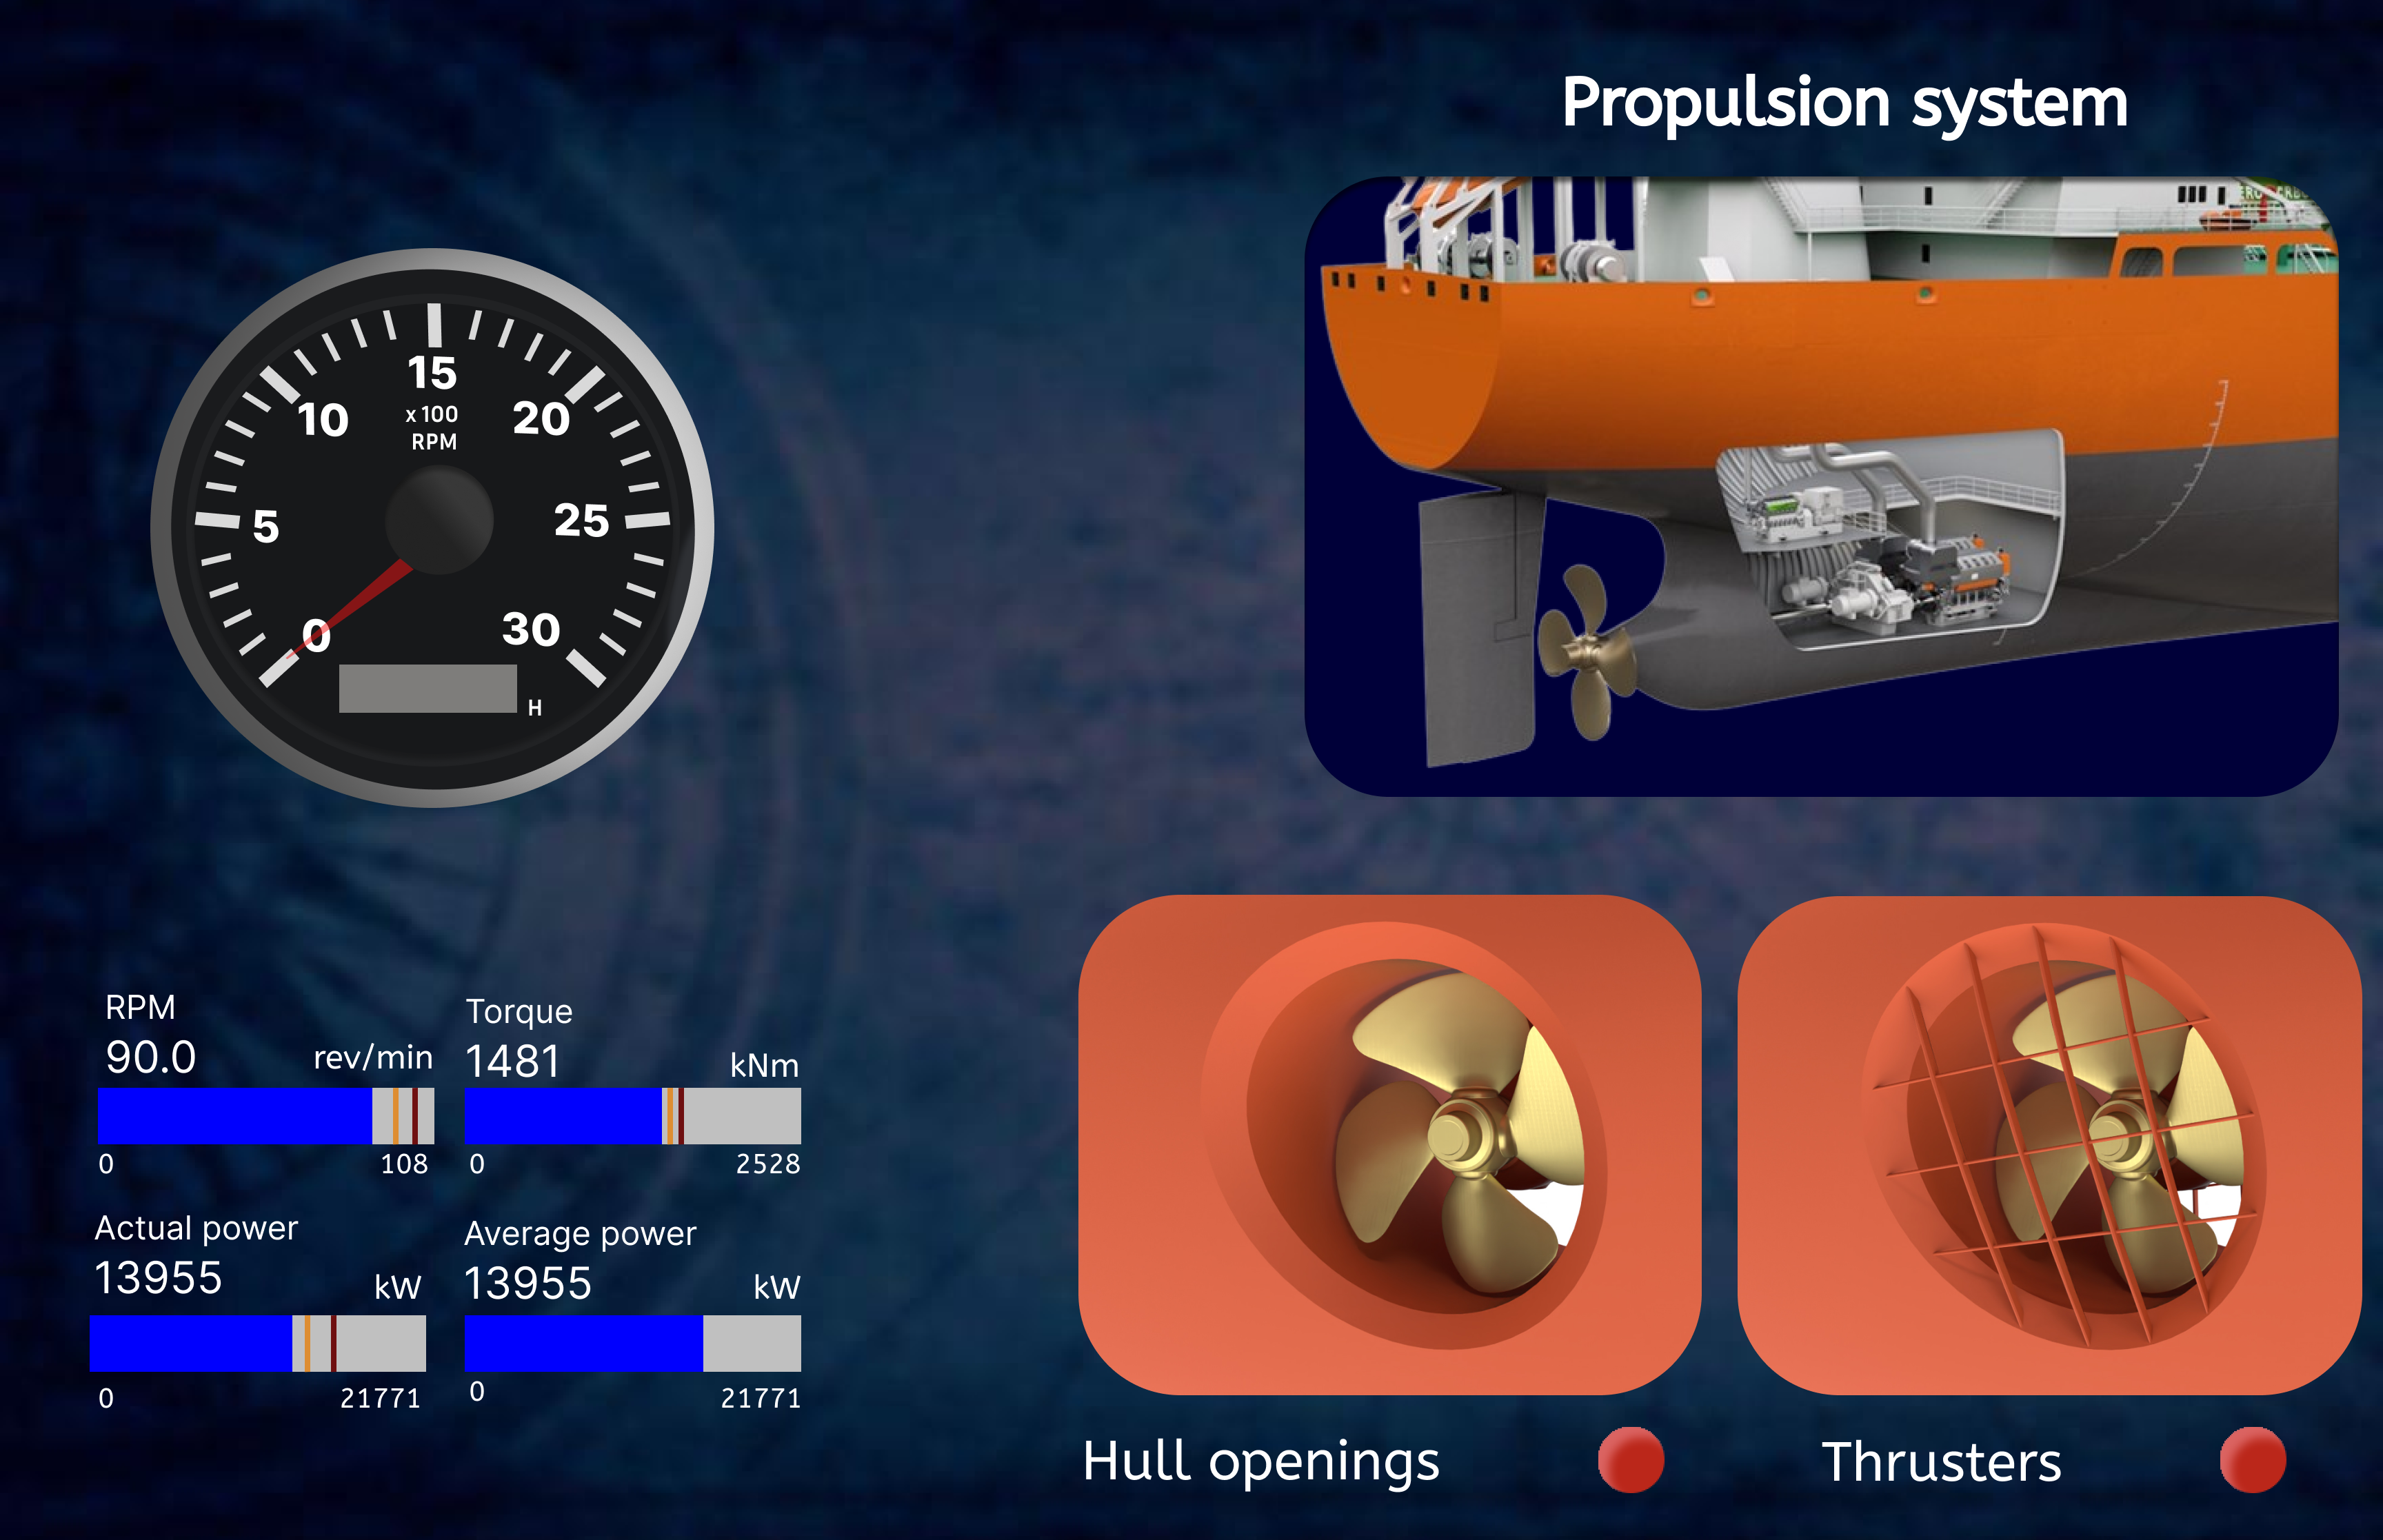 Propulsion system
15
10
20
x 100
RPM
5
25
0
30
H
RPM
90.0 rev/min
0 108
Torque
1481 kNm
0 2528
Actual power
13955 kW
0 21771
Average power
13955 kW
0 21771
Hull openings
Thrusters